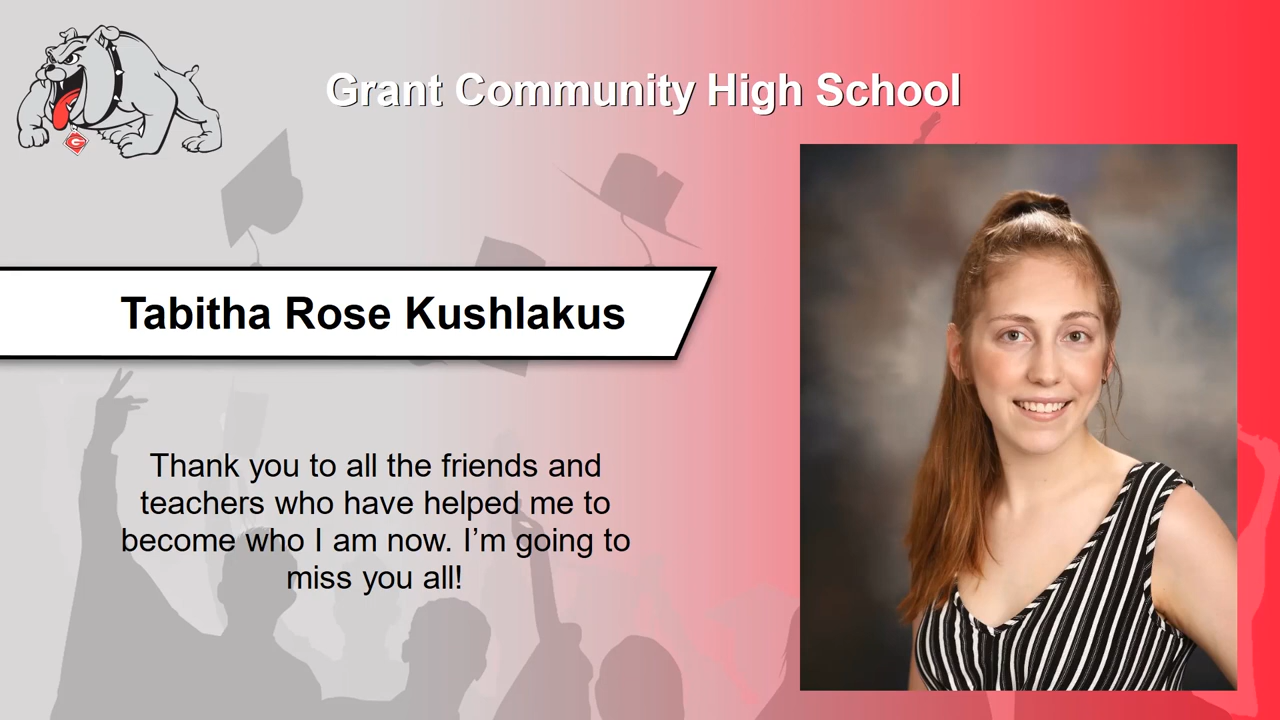 Grant Community High School
Tabitha Rose Kushlakus
Thank you to all the friends and
teachers who have helped me to
become who I am now. I’m going to
miss you all!
G